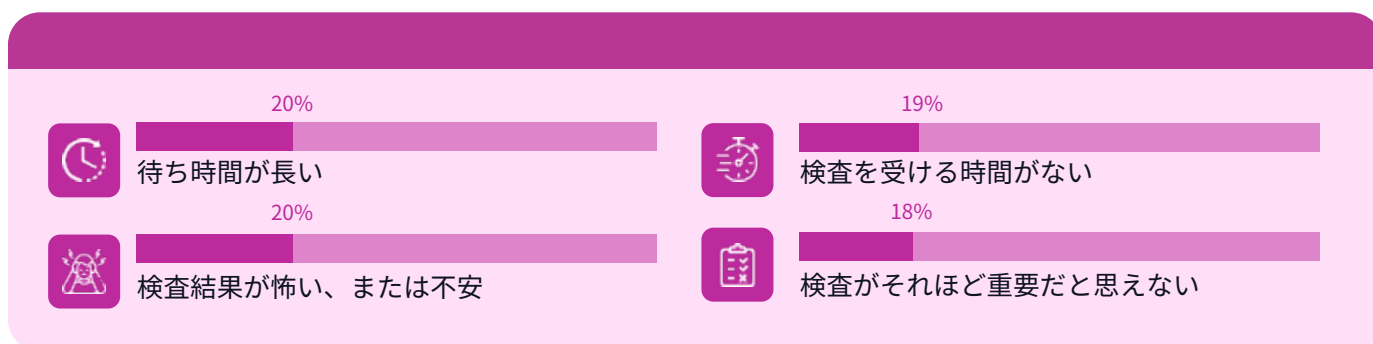 20%
待ち時間が長い
20%
検査結果が怖い、または不安
19%
検査を受ける時間がない
18%
検査がそれほど重要だと思えない